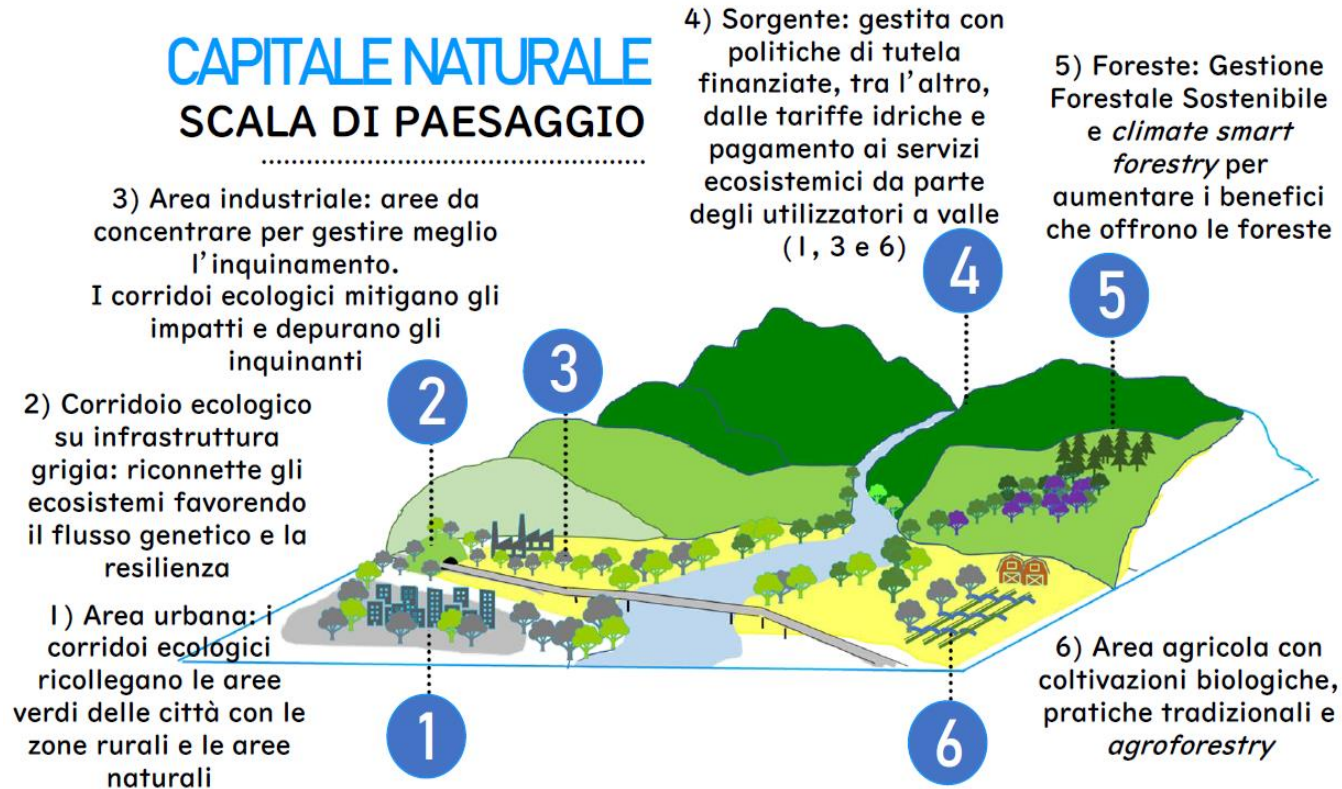 CAPITALE NATURALE
SCALA DI PAESAGGIO
3) Area industriale: aree da
concentrare per gestire meglio
l'inquinamento.
I corridoi ecologici mitigano gli
impatti e depurano gli
inquinanti
2) Corridoio ecologico
su infrastruttura
grigia: riconnette gli
ecosistemi favorendo
il flusso genetico e la
resilienza
1) Area urbana: i
corridoi ecologici
ricollegano le aree
verdi delle città con le
zone rurali e le aree
naturali
4) Sorgente: gestita con
politiche di tutela
finanziate, tra l'altro,
dalle tariffe idriche e
pagamento ai servizi
ecosistemici da parte
degli utilizzatori a valle
(1, 3 e 6)
5) Foreste: Gestione
Forestale Sostenibile
e climate smart
forestry per
aumentare i benefici
che offrono le foreste
6) Area agricola con
coltivazioni biologiche,
pratiche tradizionali e
agroforestry
1
2
3
4
5
6